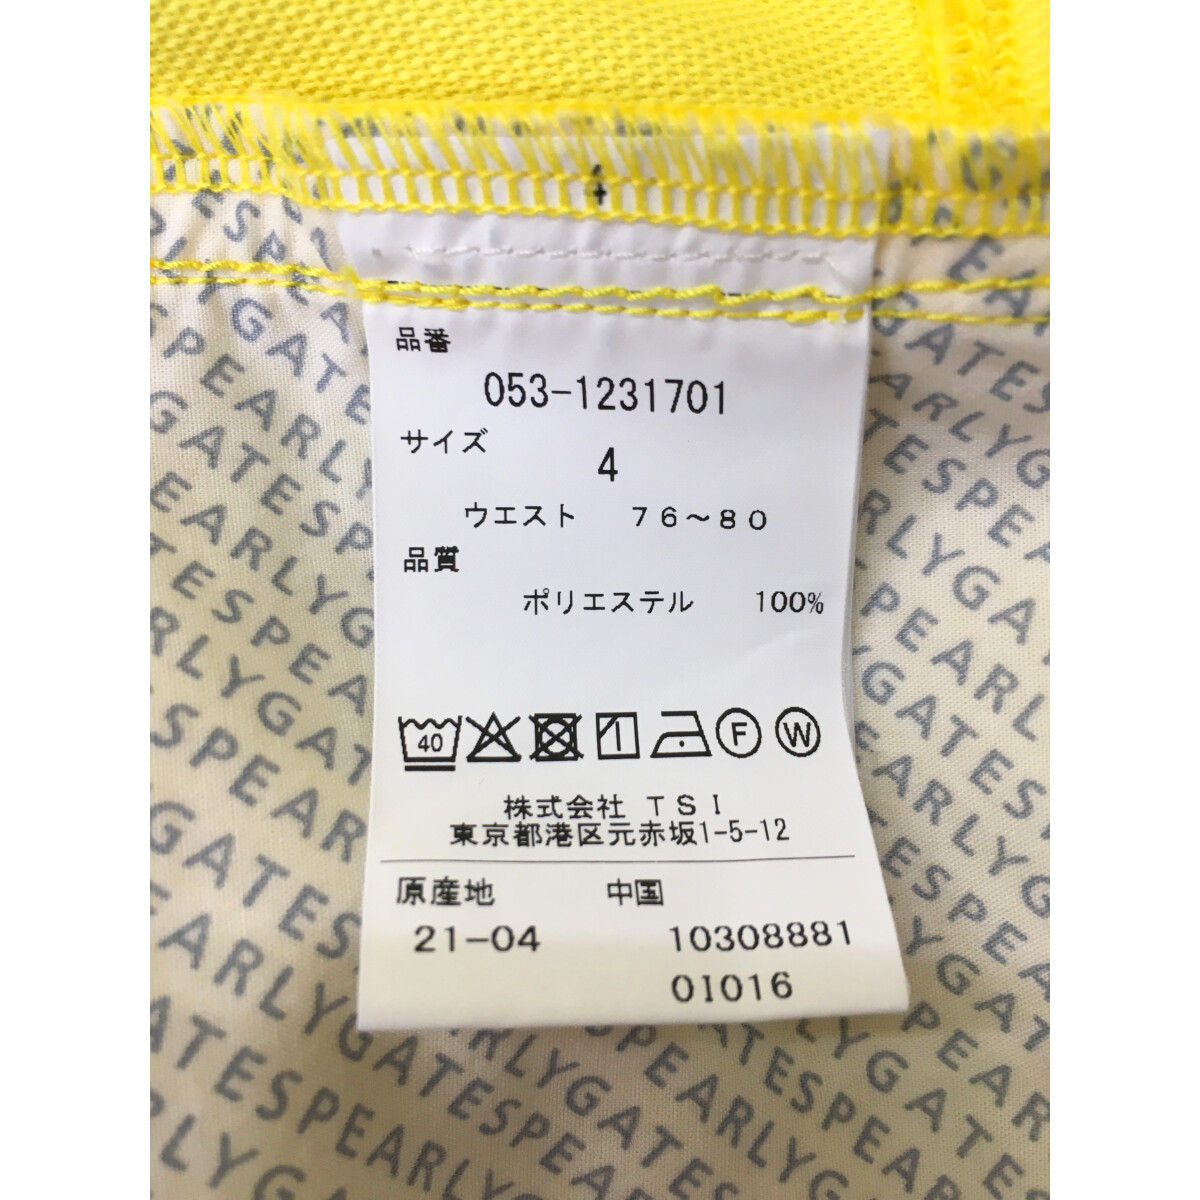 品番
053-1231701
サイズ
4
ウエスト 76~80
品質
ポリエステル 100%
40
F W
株式会社 TSI
東京都港区元赤坂1-5-12
原産地 中国
21-04 10308881
01016
PEARLYGATES